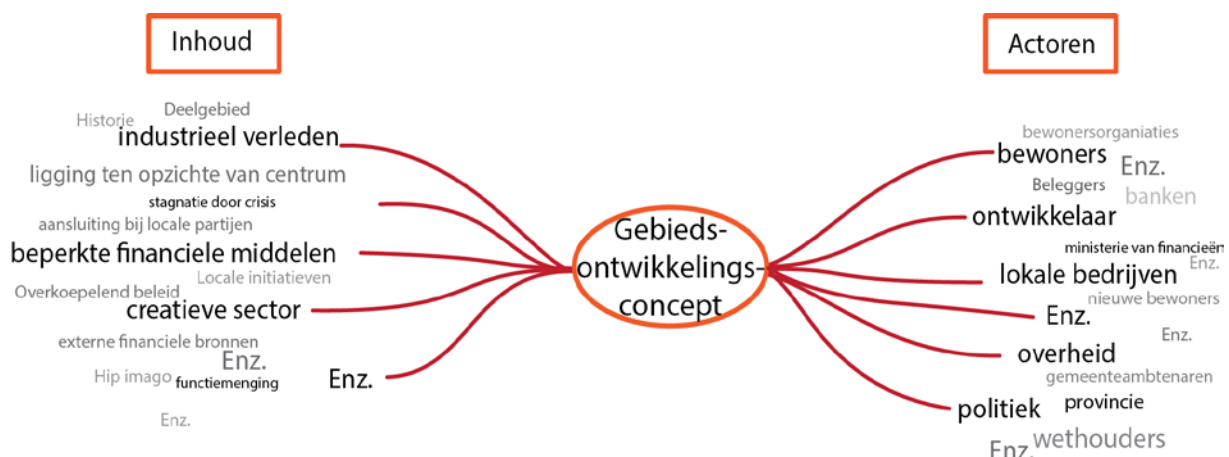 Inhoud
Deelgebied
Historie
industrieel verleden
ligging ten opzichte van centrum
stagnatie door crisis
aansluiting bij locale partijen
beperkte financiele middelen
Locale initiatieven
Overkoepelend beleid
creatieve sector
externe financiele bronnen
Enz.
Hip imago
functiemenging
Enz.
Enz.
Gebieds-
ontwikkelings-
concept
Actoren
bewonersorganiaties
bewoners
Enz.
Beleggers
banken
ontwikkelaar
ministerie van financieën
Enz.
lokale bedrijven
nieuwe bewoners
Enz.
Enz.
overheid
gemeenteambtenaren
provincie
politiek
wethouders
Enz.